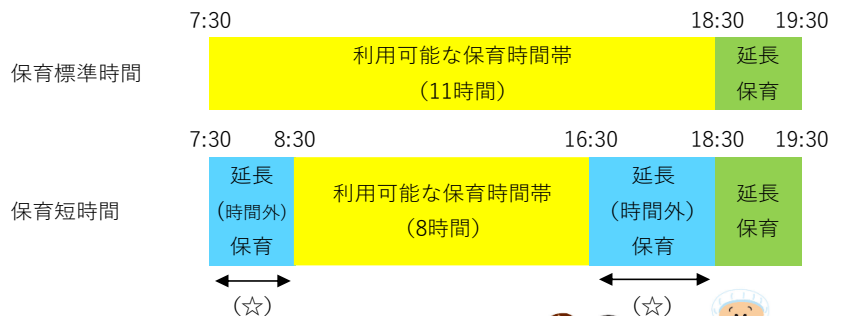 7:30 18:30 19:30
保育標準時間
利用可能な保育時間帯
（11時間）
延長
保育
7:30 8:30 16:30 18:30 19:30
保育短時間
延長
（時間外）
保育
利用可能な保育時間帯
（8時間）
延長
（時間外）
保育
延長
保育
（☆） （☆）